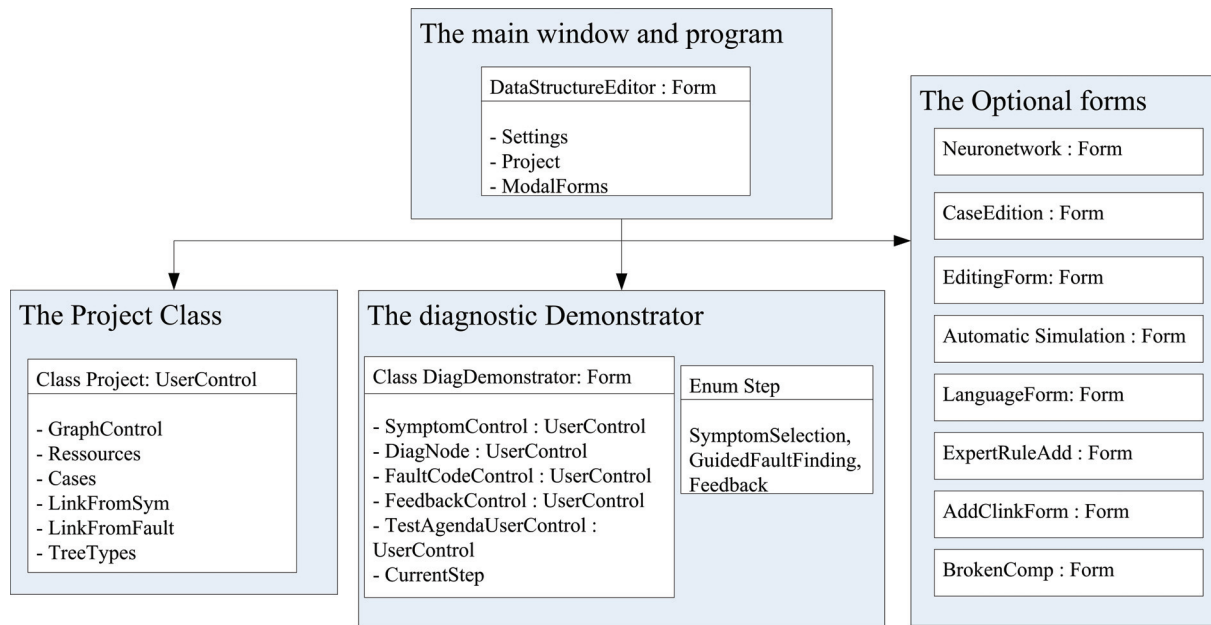 The main window and program
DataStructureEditor : Form
- Settings
- Project
- ModalForms
The Optional forms
Neuronetwork : Form
CaseEdition : Form
EditingForm: Form
Automatic Simulation : Form
LanguageForm: Form
ExpertRuleAdd : Form
AddClinkForm : Form
BrokenComp : Form
The Project Class
Class Project: UserControl
- GraphControl
- Ressources
- Cases
- LinkFromSym
- LinkFromFault
- TreeTypes
The diagnostic Demonstrator
Class DiagDemonstrator: Form
- SymptomControl : UserControl
- DiagNode : UserControl
- FaultCodeControl : UserControl
- FeedbackControl : UserControl
- TestAgendaUserControl :
UserControl
- CurrentStep
Enum Step
SymptomSelection,
GuidedFaultFinding,
Feedback